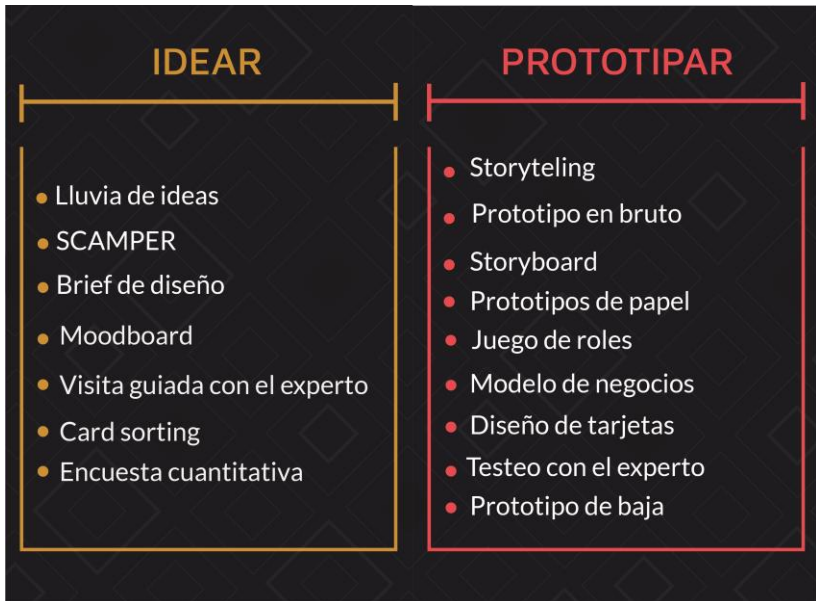 IDEAR
Lluvia de ideas
SCAMPER
Brief de diseño
Moodboard
Visita guiada con el experto
Card sorting
Encuesta cuantitativa
PROTOTIPAR
Storyteling
Prototipo en bruto
Storyboard
Prototipos de papel
Juego de roles
Modelo de negocios
Diseño de tarjetas
Testeo con el experto
Prototipo de baja